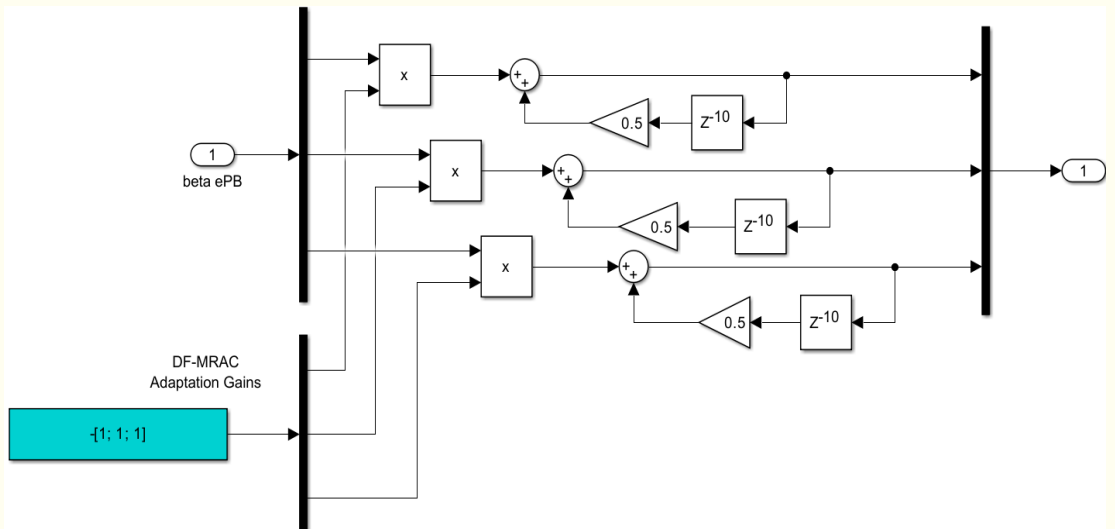 x
+
+
0.5
Z-10
1
beta ePB
x
+
+
0.5
Z-10
1
x
+
+
0.5
Z-10
DF-MRAC
Adaptation Gains
-[1; 1; 1]